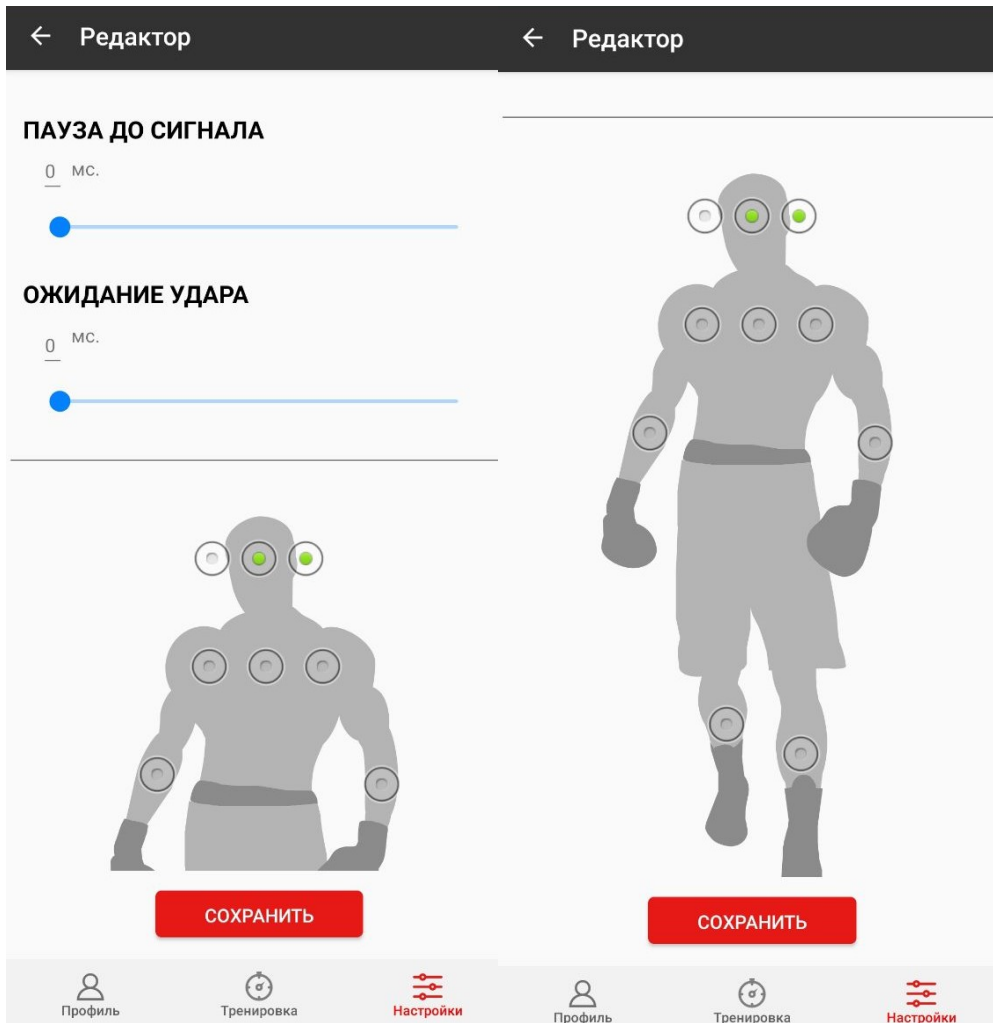 Редактор
ПАУЗА ДО СИГНАЛА
0 мс.
ОЖИДАНИЕ УДАРА
0 мс.
СОХРАНИТЬ
Профиль
Тренировка
Настройки
Редактор
СОХРАНИТЬ
Профиль
Тренировка
Настройки